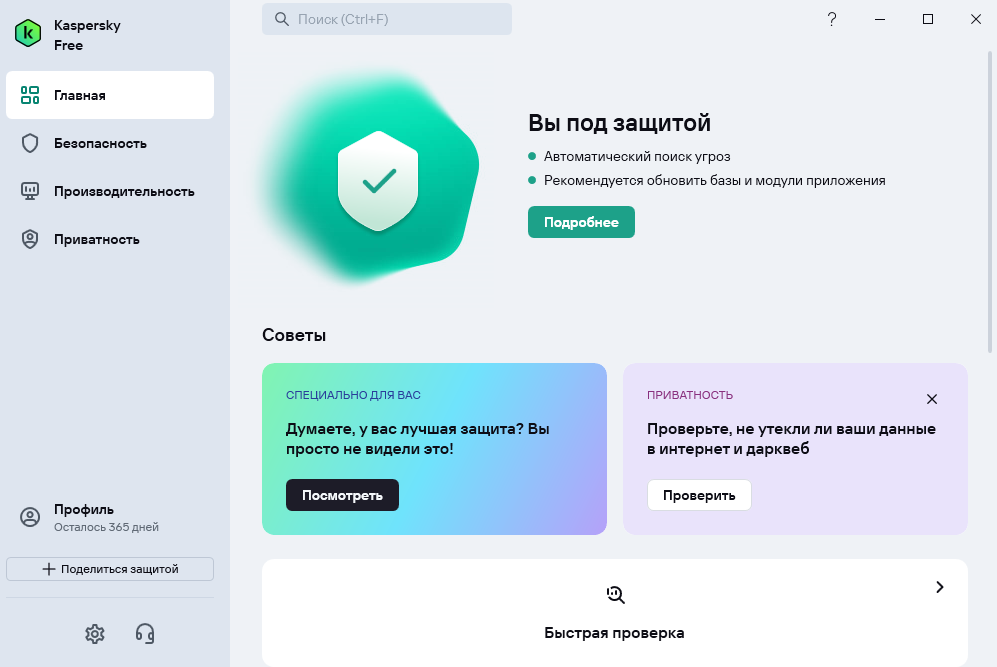 Kaspersky
Free
Главная
Безопасность
Производительность
Приватность
Профиль
Осталось 365 дней
Поделиться защитой
Поиск (Ctrl+F)
?
Вы под защитой
Автоматический поиск угроз
Рекомендуется обновить базы и модули приложения
Подробнее
Советы
СПЕЦИАЛЬНО ДЛЯ ВАС
Думаете, у вас лучшая защита? Вы
просто не видели это!
Посмотреть
ПРИВАТНОСТЬ
Проверьте, не утекли ли ваши данные
в интернет и дарквеб
Проверить
Быстрая проверка